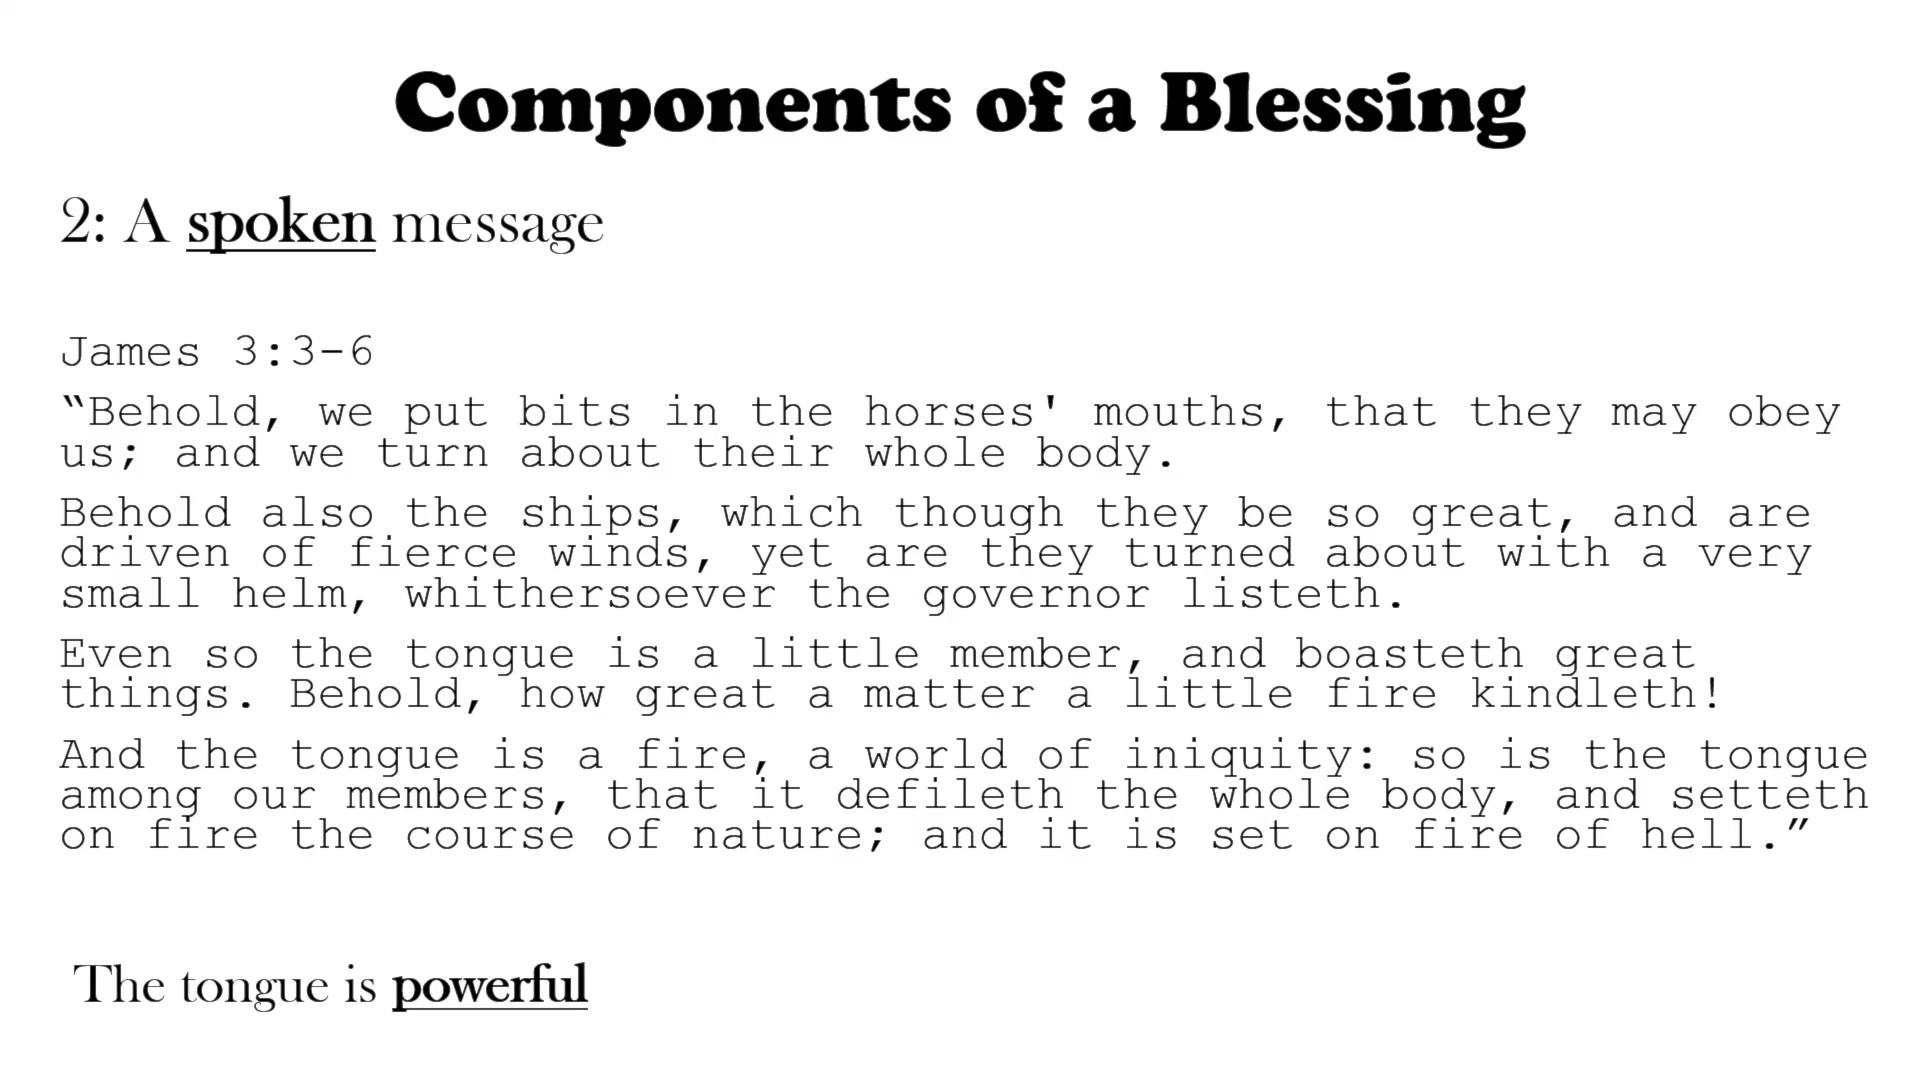 Components of a Blessing
2: A spoken message
James 3:3-6
“Behold, we put bits in the horses' mouths, that they may obey
us; and we turn about their whole body.
Behold also the ships, which though they be so great, and are
driven of fierce winds, yet are they turned about with a very
small helm, whithersoever the governor listeth.
Even so the tongue is a little member, and boasteth great
things. Behold, how great a matter a little fire kindleth!
And the tongue is a fire, a world of iniquity: so is the tongue
among our members, that it defileth the whole body, and setteth
on fire the course of nature; and it is set on fire of hell.”
The tongue is powerful